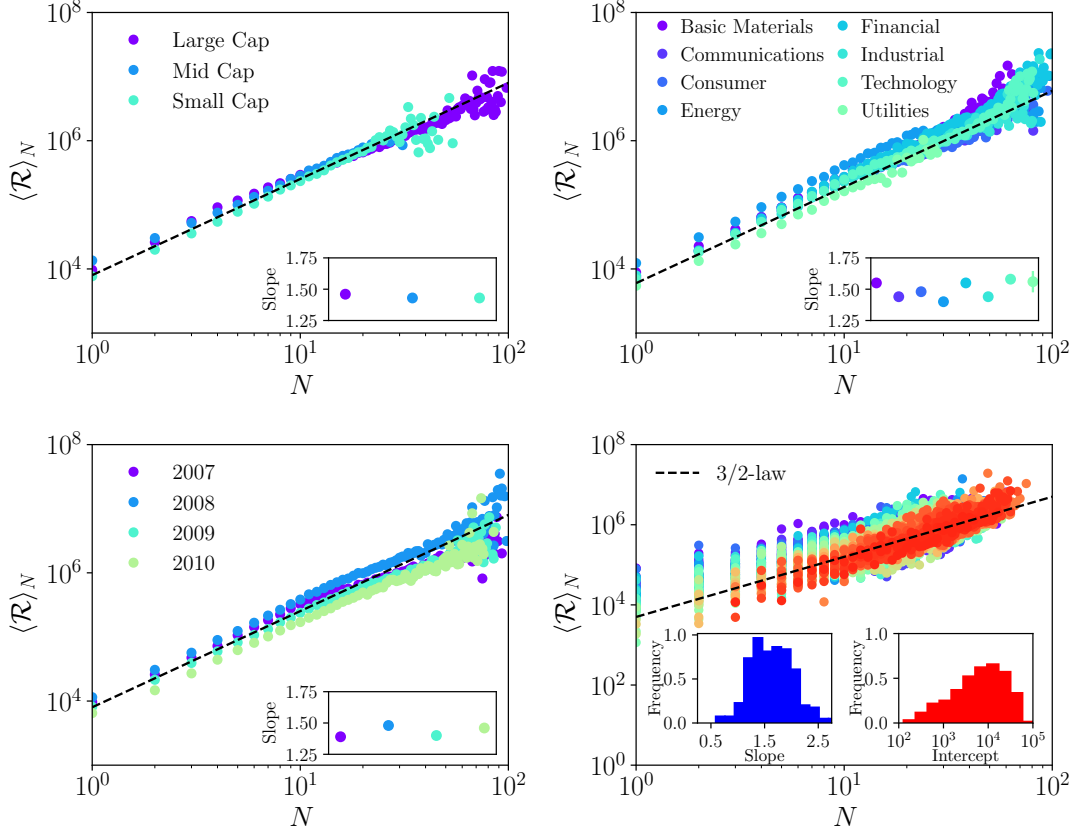 10^8
10^6
10^4
⟨R⟩_N
Large Cap
Mid Cap
Small Cap
1.75
1.50
1.25
Slope
10^0
10^1
10^2
N
10^8
10^6
10^4
⟨R⟩_N
Basic Materials
Communications
Consumer
Energy
Financial
Industrial
Technology
Utilities
1.75
1.50
1.25
Slope
10^0
10^1
10^2
N
10^8
10^6
10^4
⟨R⟩_N
2007
2008
2009
2010
1.75
1.50
1.25
Slope
10^0
10^1
10^2
N
10^8
10^6
10^4
10^2
10^0
⟨R⟩_N
3/2-law
1.0
0.5
0.0
Frequency
0.5
1.5
2.5
Slope
1.0
0.5
0.0
Frequency
10^2
10^3
10^4
10^5
Intercept
10^0
10^1
10^2
N